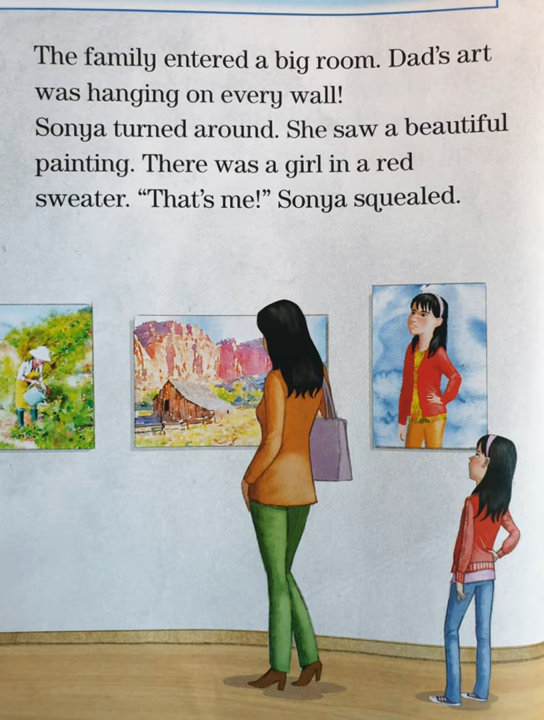 The family entered a big room. Dad's art
was hanging on every wall!
Sonya turned around. She saw a beautiful
painting. There was a girl in a red
sweater. “That's me!” Sonya squealed.